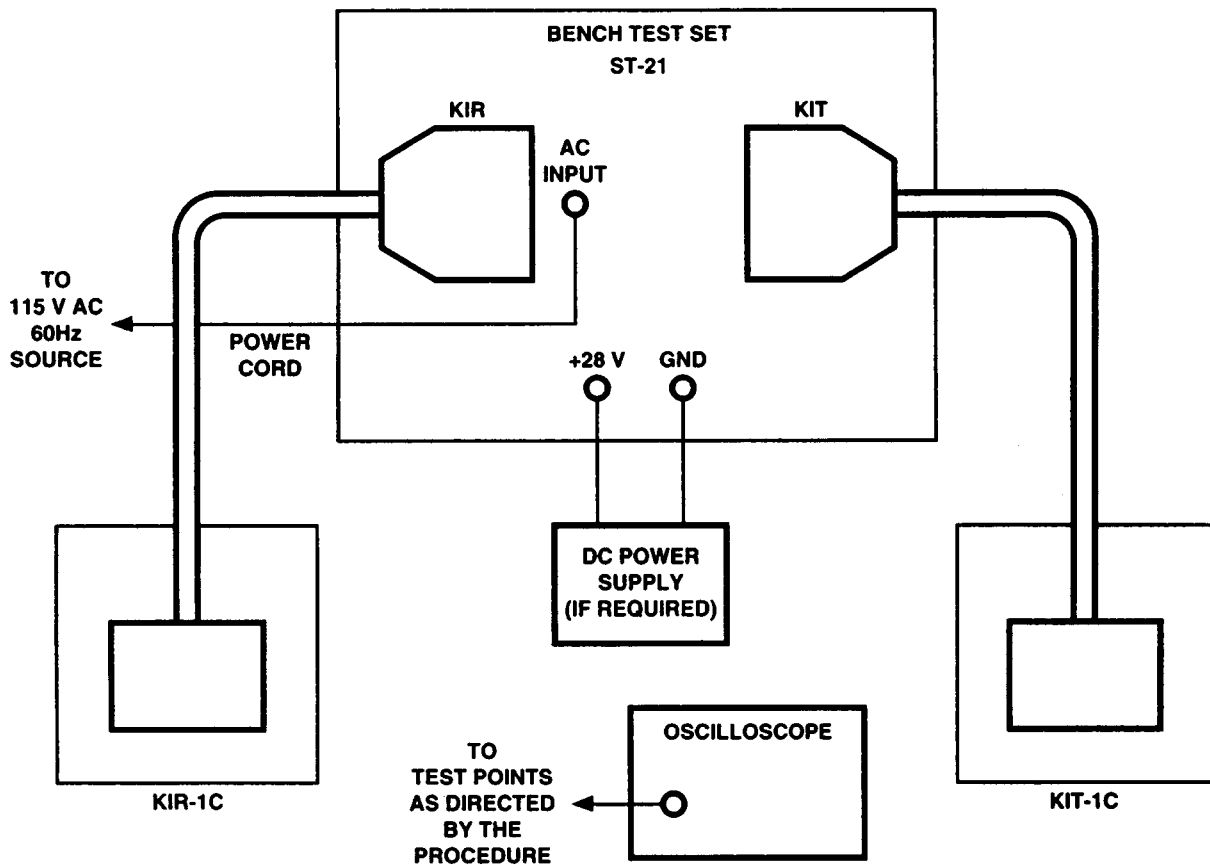 BENCH TEST SET
ST-21
KIR
KIT
AC
INPUT
TO
115 V AC
60Hz
SOURCE
POWER
CORD
+28 V
GND
DC POWER
SUPPLY
(IF REQUIRED)
KIR-1C
OSCILLOSCOPE
TO
TEST POINTS
AS DIRECTED
BY THE
PROCEDURE
KIT-1C